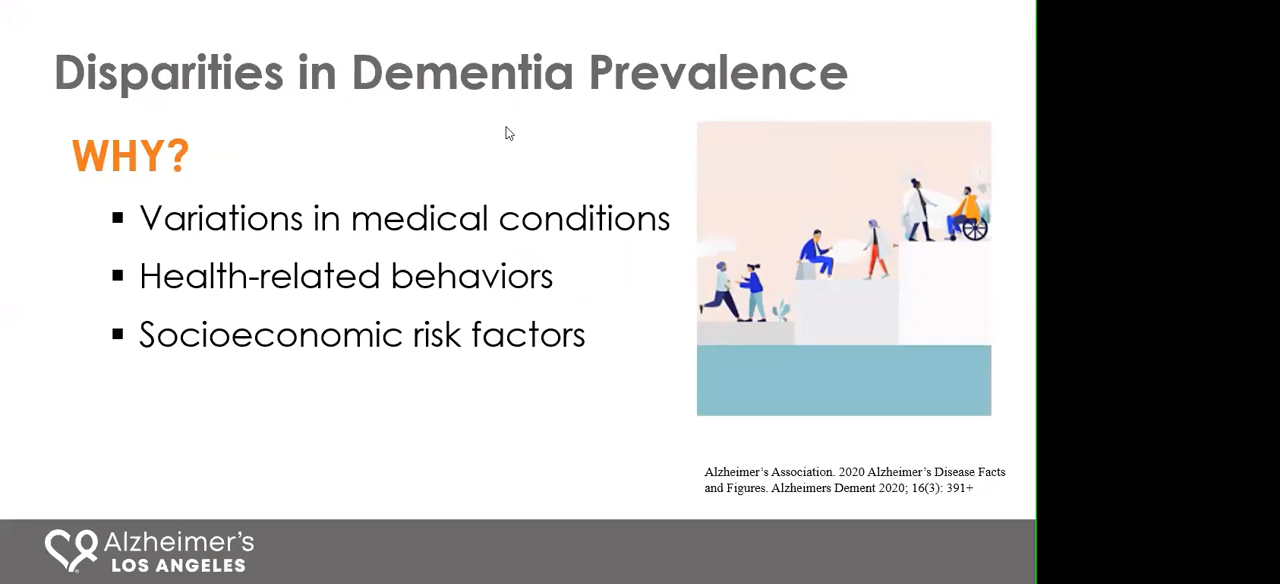 Disparities in Dementia Prevalence
WHY?
▪ Variations in medical conditions
▪ Health-related behaviors
▪ Socioeconomic risk factors
Alzheimer's Association. 2020 Alzheimer's Disease Facts
and Figures. Alzheimers Dement 2020; 16(3): 391+
Alzheimer's
LOS ANGELES